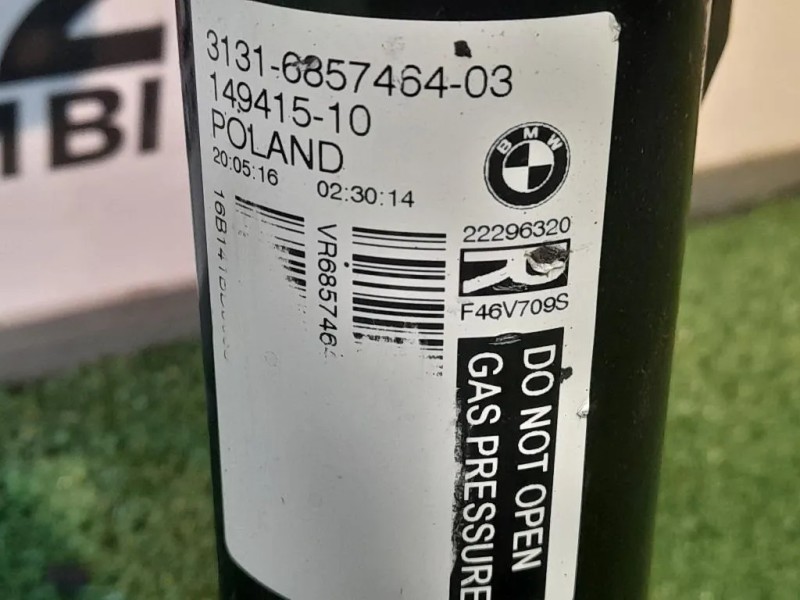 3131-6857464-03
149415-10
POLAND
20:05:16 02:30:14
BMW
22296320
R
F46V709S
DO NOT OPEN
GAS PRESSURE